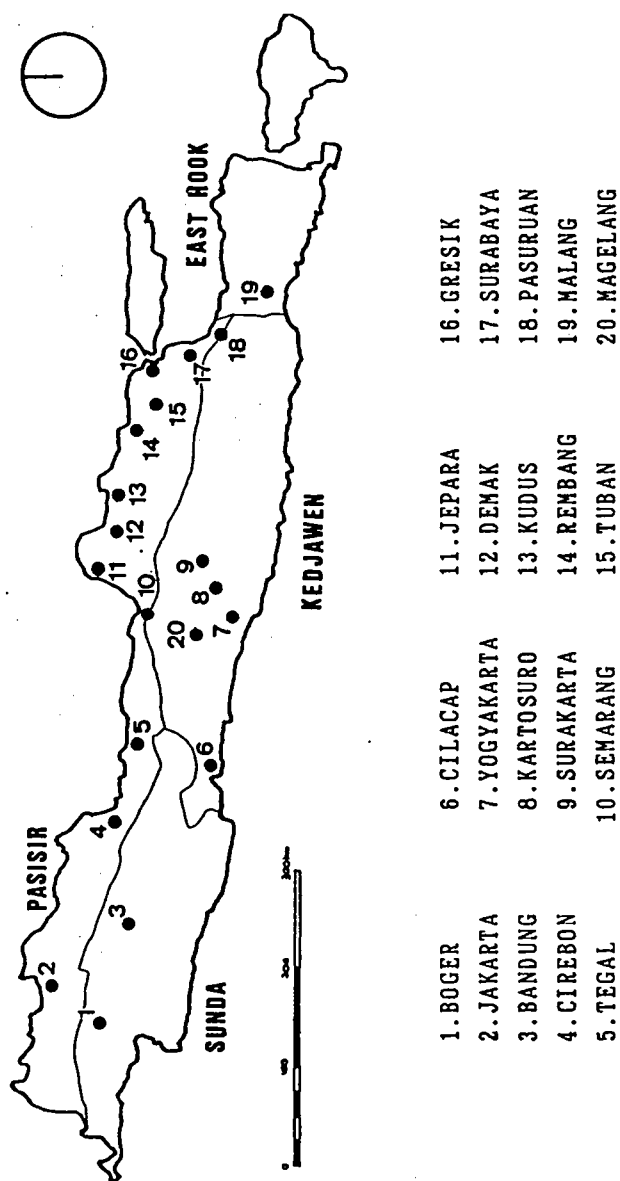 PASISIR
EAST HOOK
SUNDA
KEDJAWEN
1
2
3
4
5
6
7
8
9
10
11
12
13
14
15
16
17
18
19
20
0
1.BOGER
2.JAKARTA
3.BANDUNG
4.CIREBON
5.TEGAL
6.CILACAP
7.YOGYAKARTA
8.KARTOSURO
9.SURAKARTA
10.SEMARANG
11.JEPARA
12.DEMAK
13.KUDUS
14.REMBANG
15.TUBAN
16.GRESIK
17.SURABAYA
18.PASURUAN
19.MALANG
20.MAGELANG